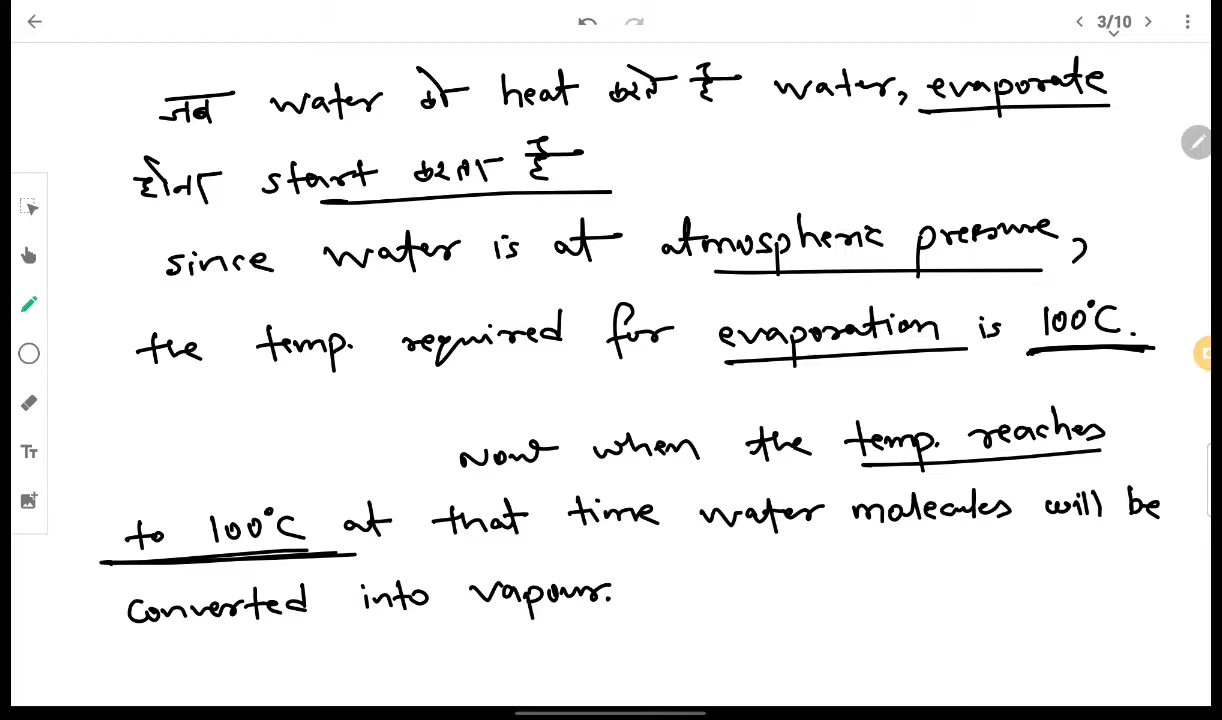 3/10
जब water को heat करते हैं water, evaporate
होना start करता है
since water is at atmospheric pressure,
the temp. required for evaporation is 100°C.
Now when the temp. reaches
to 100°C at that time water molecules will be
converted into vapour.
Tт